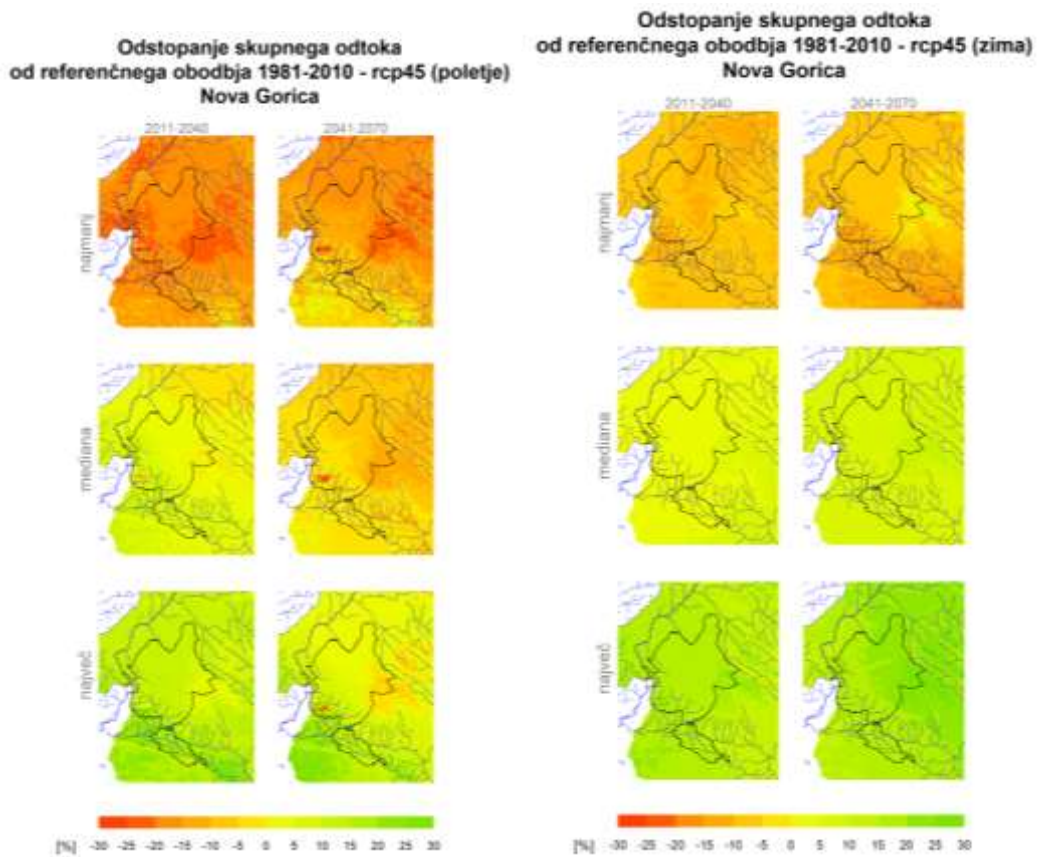 Odstopanje skupnega odtoka
od referenčnega obodbja 1981-2010 - rcp45 (poletje)
Nova Gorica
2011-2040 2041-2070
najmanj
mediana
največ
[%] -30 -25 -20 -15 -10 -5 0 5 10 15 20 25 30
Odstopanje skupnega odtoka
od referenčnega obodbja 1981-2010 - rcp45 (zima)
Nova Gorica
2011-2040 2041-2070
najmanj
mediana
največ
[%] -30 -25 -20 -15 -10 -5 0 5 10 15 20 25 30